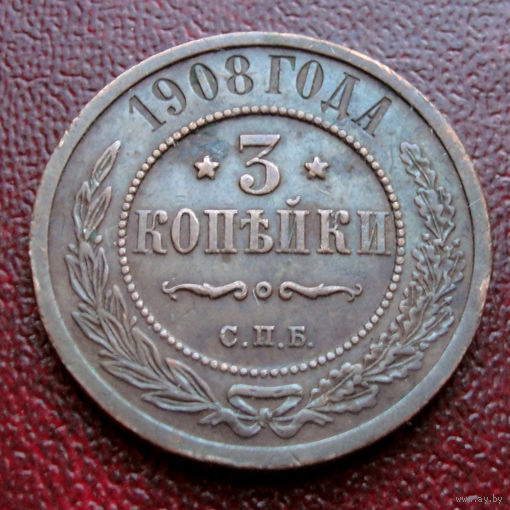 1908 ГОДА
* 3 *
КОПѢЙКИ
С.П.Б.
www.ay.by